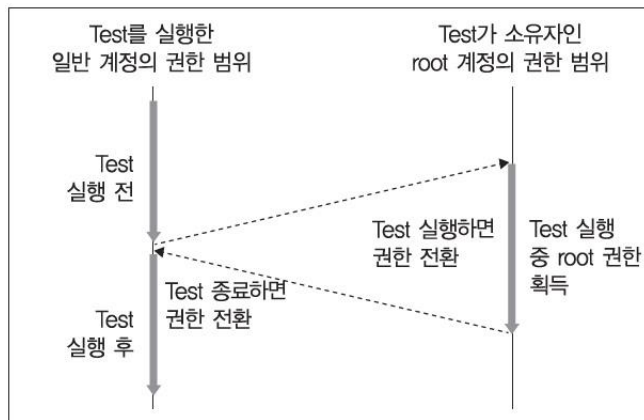 Test를 실행한
일반 계정의 권한 범위
Test가 소유자인
root 계정의 권한 범위
Test
실행 전
Test 실행하면
권한 전환
Test 실행
중 root 권한
획득
Test 종료하면
권한 전환
Test
실행 후